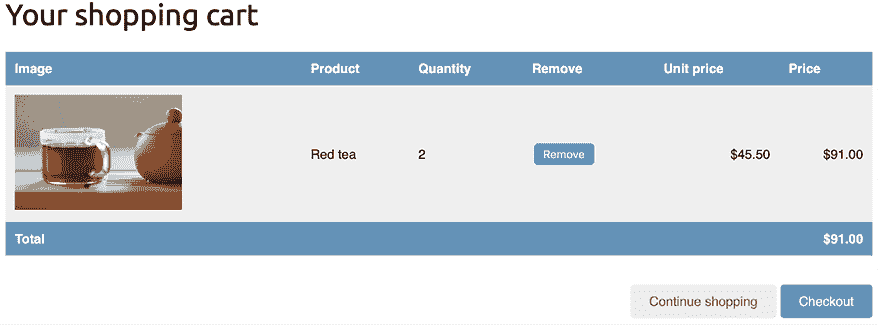 Your shopping cart
Image Product Quantity Remove Unit price Price
Red tea 2 Remove $45.50 $91.00
Total $91.00
Continue shopping Checkout